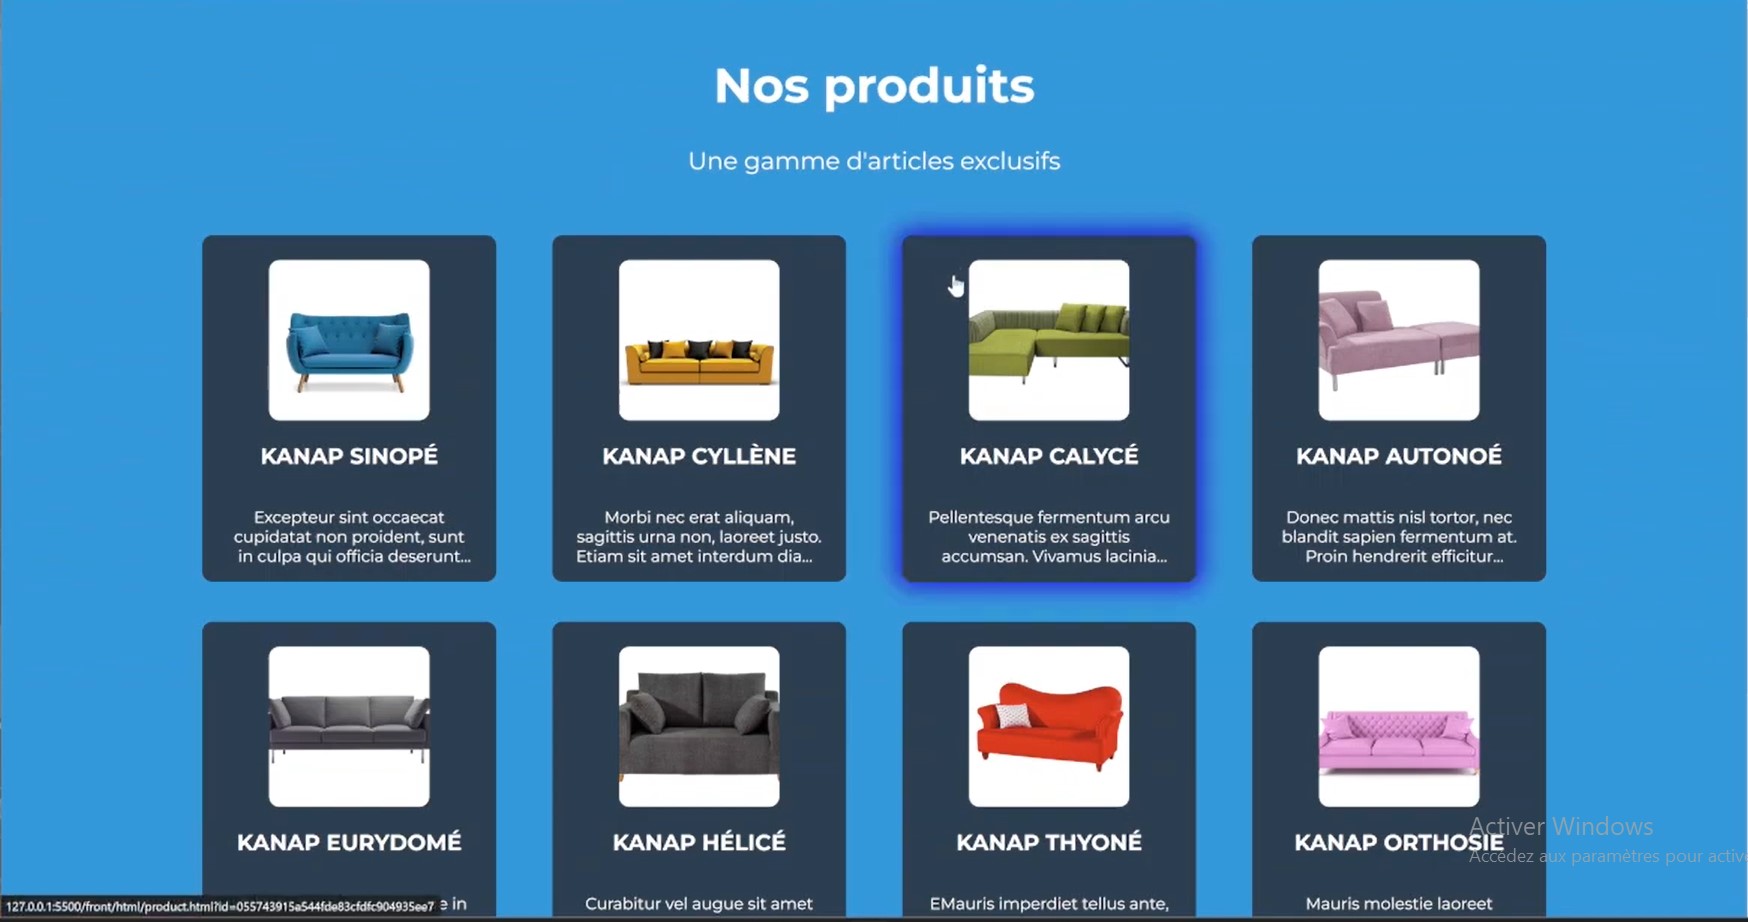 Nos produits
Une gamme d'articles exclusifs
KANAP SINOPÉ
Excepteur sint occaecat
cupidatat non proident, sunt
in culpa qui officia deserunt...
KANAP CYLLÈNE
Morbi nec erat aliquam,
sagittis urna non, laoreet justo.
Etiam sit amet interdum dia...
KANAP CALYCÉ
Pellentesque fermentum arcu
venenatis ex sagittis
accumsan. Vivamus lacinia...
KANAP AUTONOÉ
Donec mattis nisl tortor, nec
blandit sapien fermentum at.
Proin hendrerit efficitur...
KANAP EURYDOMÉ
e in
KANAP HÉLICÉ
Curabitur vel augue sit amet
KANAP THYONÉ
EMauris imperdiet tellus ante,
KANAP ORTHOSIE
Mauris molestie laoreet
Activer Windows
Accédez aux paramètres pour active
127.0.0.1:5500/front/html/product.html?id=055743915a544fde83cfdfc904935ee7